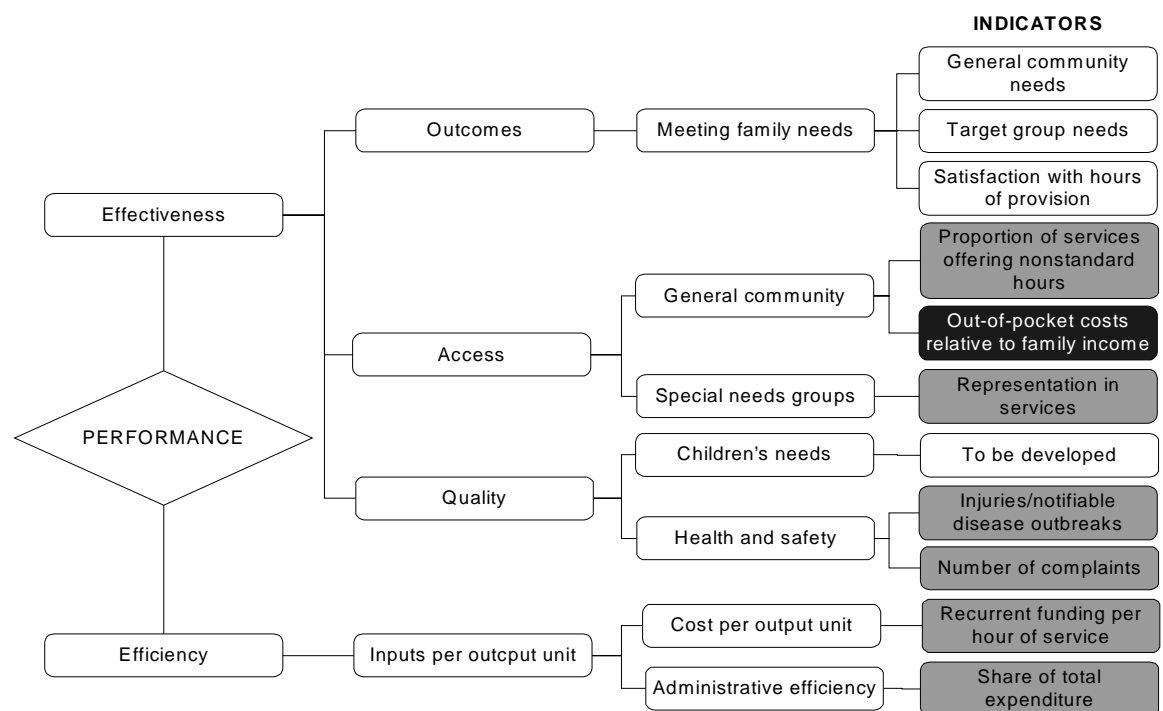 INDICATORS
General community
needs
Outcomes
Meeting family needs
Target group needs
Satisfaction with hours
of provision
Effectiveness
Proportion of services
offering nonstandard
hours
General community
Out-of-pocket costs
relative to family income
Access
Special needs groups
Representation in
services
PERFORMANCE
Children's needs
To be developed
Quality
Injuries/notifiable
disease outbreaks
Health and safety
Number of complaints
Cost per output unit
Recurrent funding per
hour of service
Efficiency
Inputs per outcput unit
Administrative efficiency
Share of total
expenditure